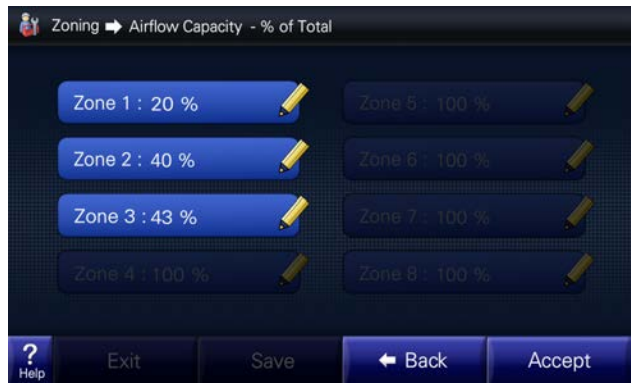 Zoning ➡ Airflow Capacity - % of Total
Zone 1 : 20 %
Zone 2 : 40 %
Zone 3 : 43 %
Zone 4 : 100 %
Zone 5 : 100 %
Zone 6 : 100 %
Zone 7 : 100 %
Zone 8 : 100 %
?
Help
Exit
Save
⬅ Back
Accept